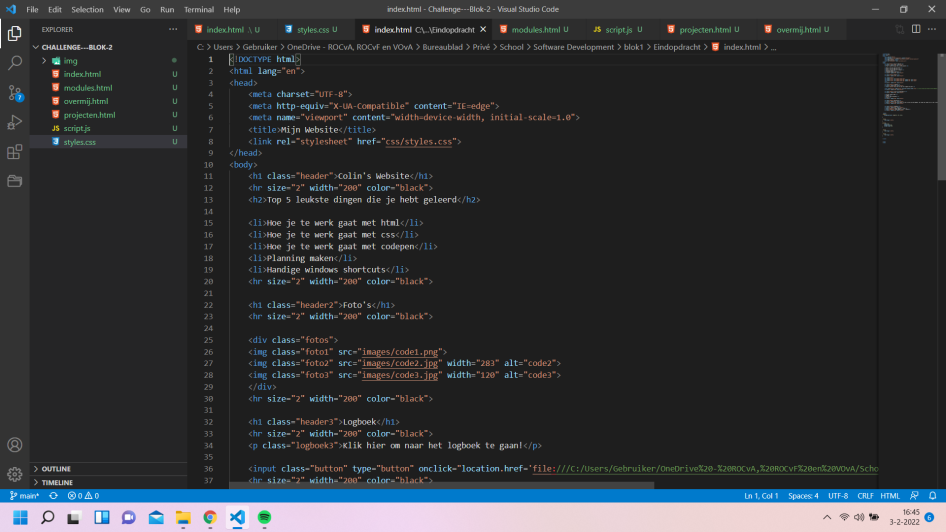 File Edit Selection View Go Run Terminal Help
index.html - Challenge---Blok-2 - Visual Studio Code
EXPLORER
CHALLENGE---BLOK-2
img
index.html U
modules.html U
overmij.html U
projecten.html U
JS script.js U
styles.css U
7
OUTLINE
TIMELINE
index.html .\ U
styles.css U
index.html C:\...\Eindopdracht
modules.html U
JS script.js U
projecten.html U
overmij.html U
C: > Users > Gebruiker > OneDrive - ROCvA, ROCvF en VOvA > Bureaublad > Privé > School > Software Development > blok1 > Eindopdracht > index.html > ...
1 <!DOCTYPE html>
2 <html lang="en">
3 <head>
4 <meta charset="UTF-8">
5 <meta http-equiv="X-UA-Compatible" content="IE=edge">
6 <meta name="viewport" content="width=device-width, initial-scale=1.0">
7 <title>Mijn Website</title>
8 <link rel="stylesheet" href="css/styles.css">
9 </head>
10 <body>
11 <h1 class="header">Colin's Website</h1>
12 <hr size="2" width="200" color="black">
13 <h2>Top 5 leukste dingen die je hebt geleerd</h2>
14
15 <li>Hoe je te werk gaat met html</li>
16 <li>Hoe je te werk gaat met css</li>
17 <li>Hoe je te werk gaat met codepen</li>
18 <li>Planning maken</li>
19 <li>Handige windows shortcuts</li>
20 <hr size="2" width="200" color="black">
21
22 <h1 class="header2">Foto's</h1>
23 <hr size="2" width="200" color="black">
24
25 <div class="fotos">
26 <img class="foto1" src="images/code1.png">
27 <img class="foto2" src="images/code2.jpg" width="283" alt="code2">
28 <img class="foto3" src="images/code3.jpg" width="120" alt="code3">
29 </div>
30 <hr size="2" width="200" color="black">
31
32 <h1 class="header3">Logboek</h1>
33 <hr size="2" width="200" color="black">
34 <p class="logboek3">Klik hier om naar het logboek te gaan!</p>
35
36 <input class="button" type="button" onclick="location.href='file:///C:/Users/Gebruiker/OneDrive%20-%20ROCvA,%20ROCvF%20en%20VOvA/Scho
37 <hr size="2" width="200" color="black">
main*
0 0
Ln 1, Col 1 Spaces: 4 UTF-8 CRLF HTML
16:45
3-2-2022
6